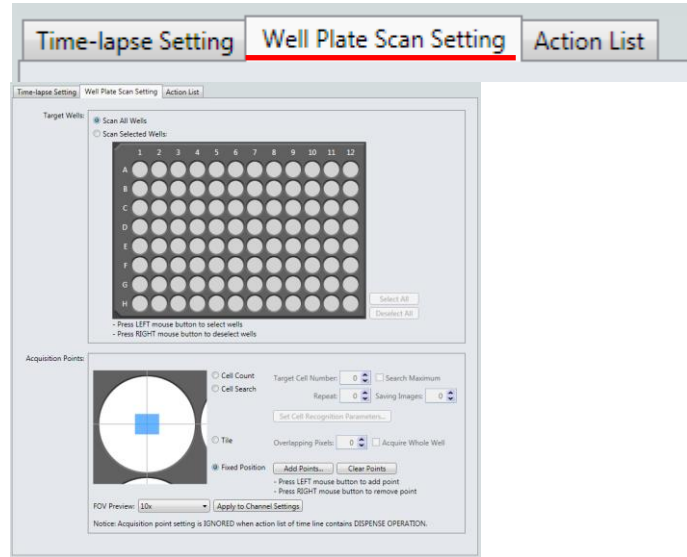 Time-lapse Setting Well Plate Scan Setting Action List
Time-lapse Setting Well Plate Scan Setting Action List
Target Wells:
Scan All Wells
Scan Selected Wells:
1 2 3 4 5 6 7 8 9 10 11 12
A
B
C
D
E
F
G
H
Select All
Deselect All
- Press LEFT mouse button to select wells
- Press RIGHT mouse button to deselect wells
Acquisition Points:
Cell Count Target Cell Number: 0 Search Maximum
Cell Search Repeat: 0 Saving Images: 0
Set Cell Recognition Parameters...
Tile Overlapping Pixels: 0 Acquire Whole Well
Fixed Position Add Points... Clear Points
- Press LEFT mouse button to add point
- Press RIGHT mouse button to remove point
FOV Preview: 10x Apply to Channel Settings
Notice: Acquisition point setting is IGNORED when action list of time line contains DISPENSE OPERATION.